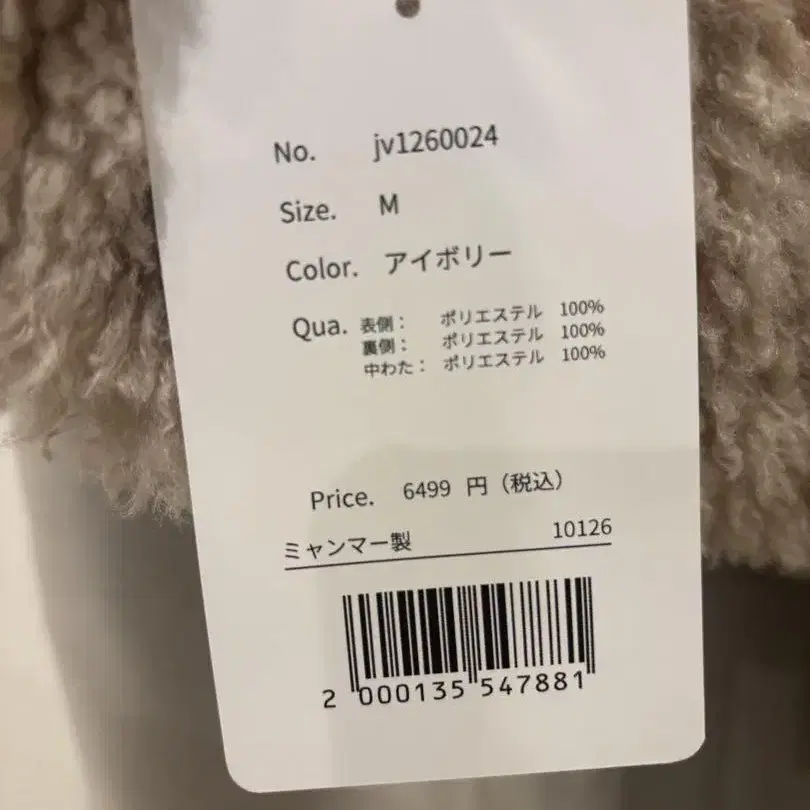 No. jv1260024
Size. M
Color. アイボリー
Qua. 表側： ポリエステル 100%
裏側： ポリエステル 100%
中わた： ポリエステル 100%
Price. 6499 円（税込）
ミャンマー製 10126
2 000135 547881